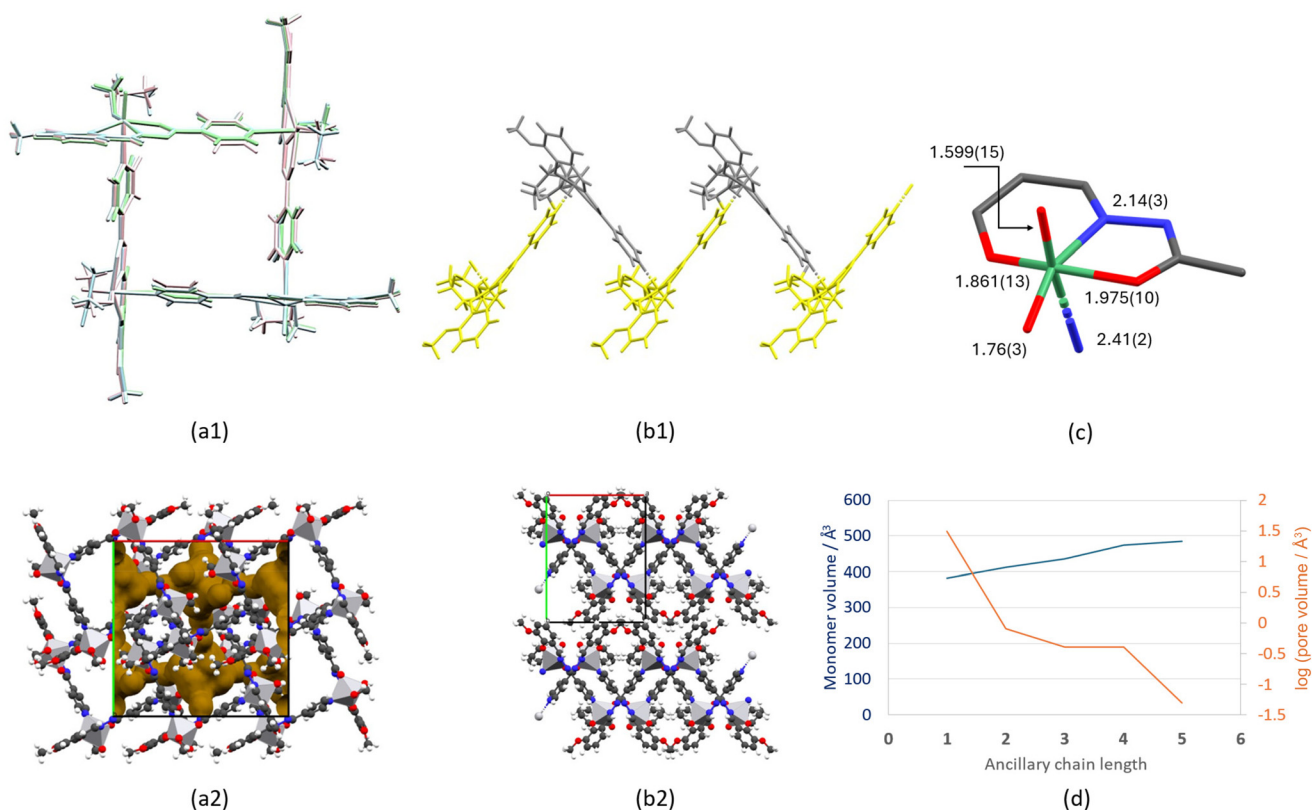 (a1)
(b1)
1.599(15)
2.14(3)
1.861(13)
1.975(10)
1.76(3)
2.41(2)
(c)
(a2)
(b2)
Monomer volume / Å³
600
500
400
300
200
100
0
0 1 2 3 4 5 6
Ancillary chain length
2
1.5
1
0.5
0
-0.5
-1
-1.5
log (pore volume / Å³)
(d)